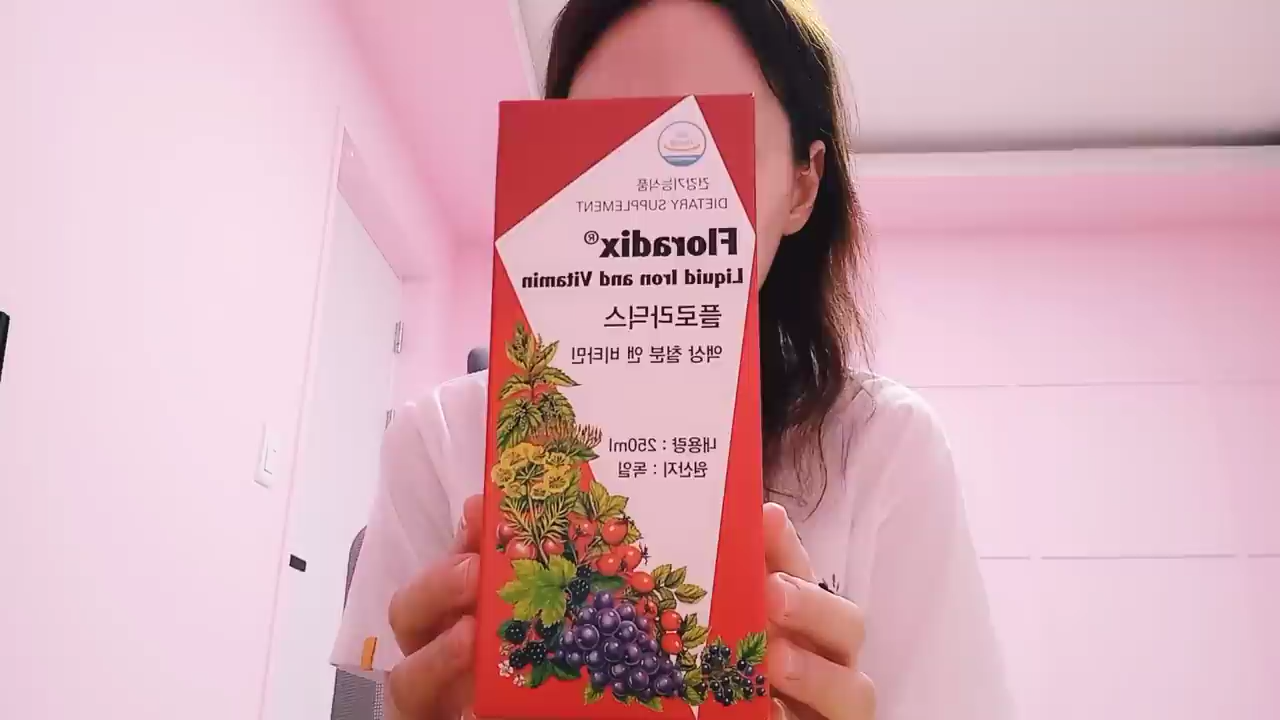 건강기능식품
DIETARY SUPPLEMENT
Floradix®
Liquid Iron and Vitamin
플로라딕스
액상 철분 앤 비타민
내용량 : 250ml
원산지 : 독일